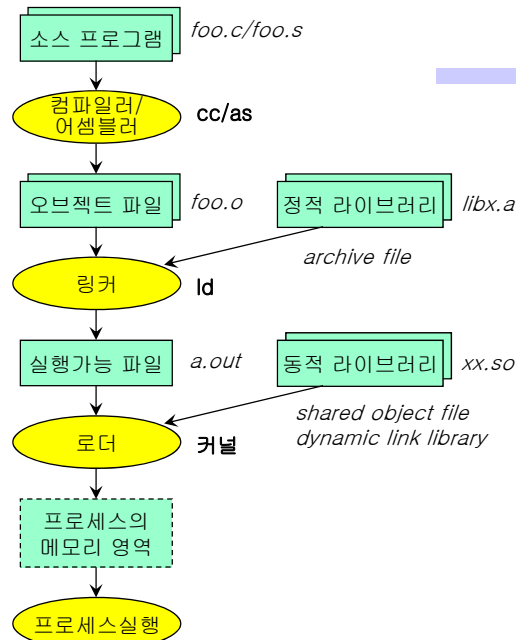 소스 프로그램
foo.c/foo.s
컴파일러/
어셈블러
cc/as
오브젝트 파일
foo.o
정적 라이브러리
libx.a
archive file
링커
ld
실행가능 파일
a.out
동적 라이브러리
xx.so
shared object file
dynamic link library
로더
커널
프로세스의
메모리 영역
프로세스실행